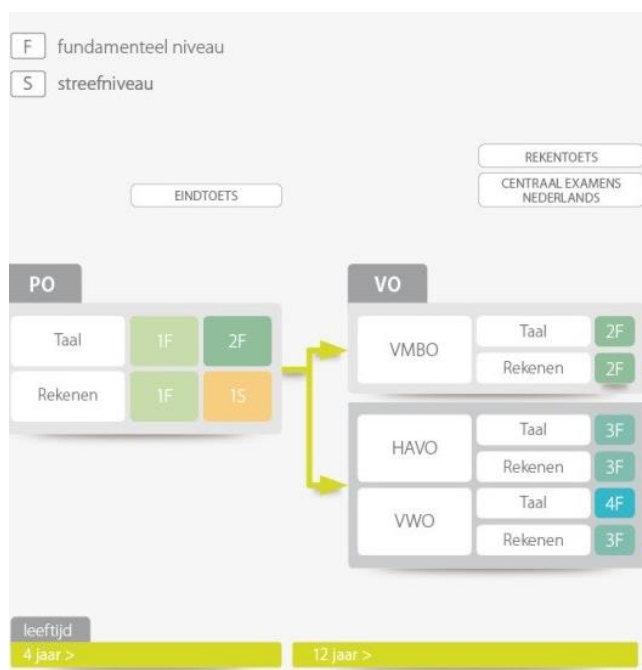 F fundamenteel niveau
S streefniveau
REKENTOETS
EINDTOETS
CENTRAAL EXAMENS
NEDERLANDS
PO
Taal 1F 2F
Rekenen 1F 1S
VO
VMBO
Taal 2F
Rekenen 2F
HAVO
Taal 3F
Rekenen 3F
VWO
Taal 4F
Rekenen 3F
leeftijd
4 jaar > 12 jaar >